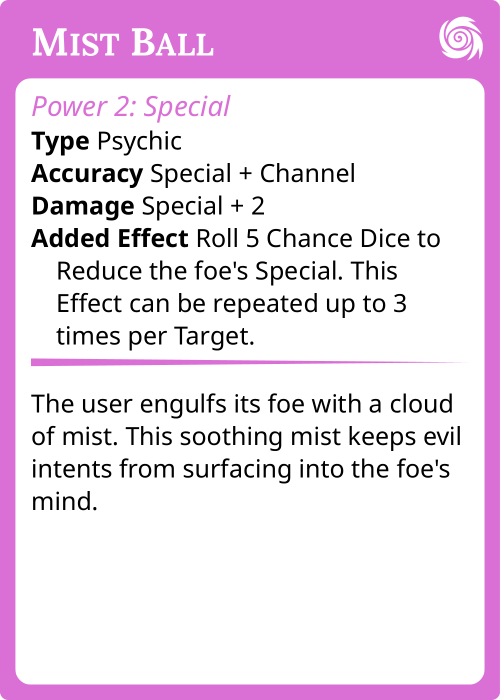 Mist Ball
Power 2: Special
Type Psychic
Accuracy Special + Channel
Damage Special + 2
Added Effect Roll 5 Chance Dice to
Reduce the foe's Special. This
Effect can be repeated up to 3
times per Target.
The user engulfs its foe with a cloud
of mist. This soothing mist keeps evil
intents from surfacing into the foe's
mind.